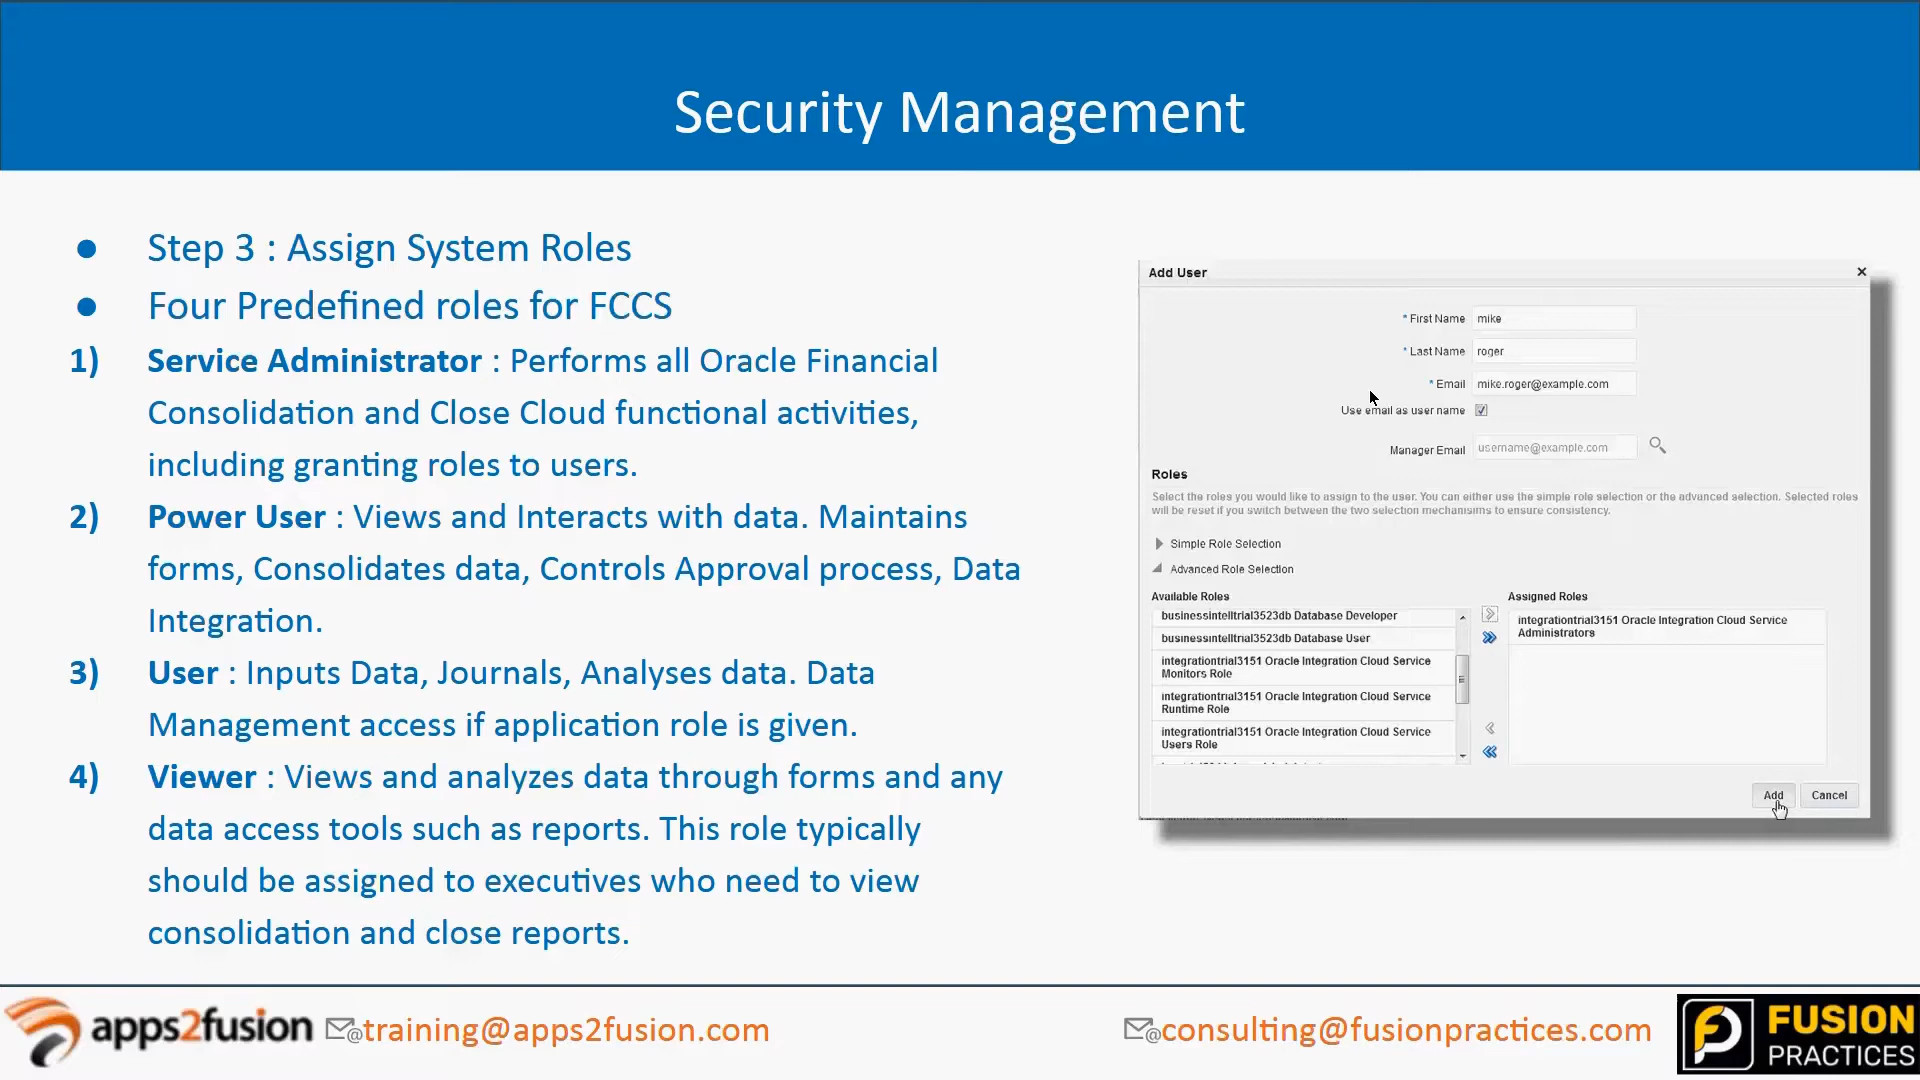 Security Management
● Step 3 : Assign System Roles
● Four Predefined roles for FCCS
1) Service Administrator : Performs all Oracle Financial
Consolidation and Close Cloud functional activities,
including granting roles to users.
2) Power User : Views and Interacts with data. Maintains
forms, Consolidates data, Controls Approval process, Data
Integration.
3) User : Inputs Data, Journals, Analyses data. Data
Management access if application role is given.
4) Viewer : Views and analyzes data through forms and any
data access tools such as reports. This role typically
should be assigned to executives who need to view
consolidation and close reports.
Add User
* First Name mike
* Last Name roger
* Email mike.roger@example.com
Use email as user name
Manager Email username@example.com
Roles
Select the roles you would like to assign to the user. You can either use the simple role selection or the advanced selection. Selected roles
will be reset if you switch between the two selection mechanisms to ensure consistency.
Simple Role Selection
Advanced Role Selection
Available Roles
businessintelltrial3523db Database Developer
businessintelltrial3523db Database User
integrationtrial3151 Oracle Integration Cloud Service
Monitors Role
integrationtrial3151 Oracle Integration Cloud Service
Runtime Role
integrationtrial3151 Oracle Integration Cloud Service
Users Role
Assigned Roles
integrationtrial3151 Oracle Integration Cloud Service
Administrators
Add Cancel
apps2fusion
training@apps2fusion.com
consulting@fusionpractices.com
FUSION
PRACTICES